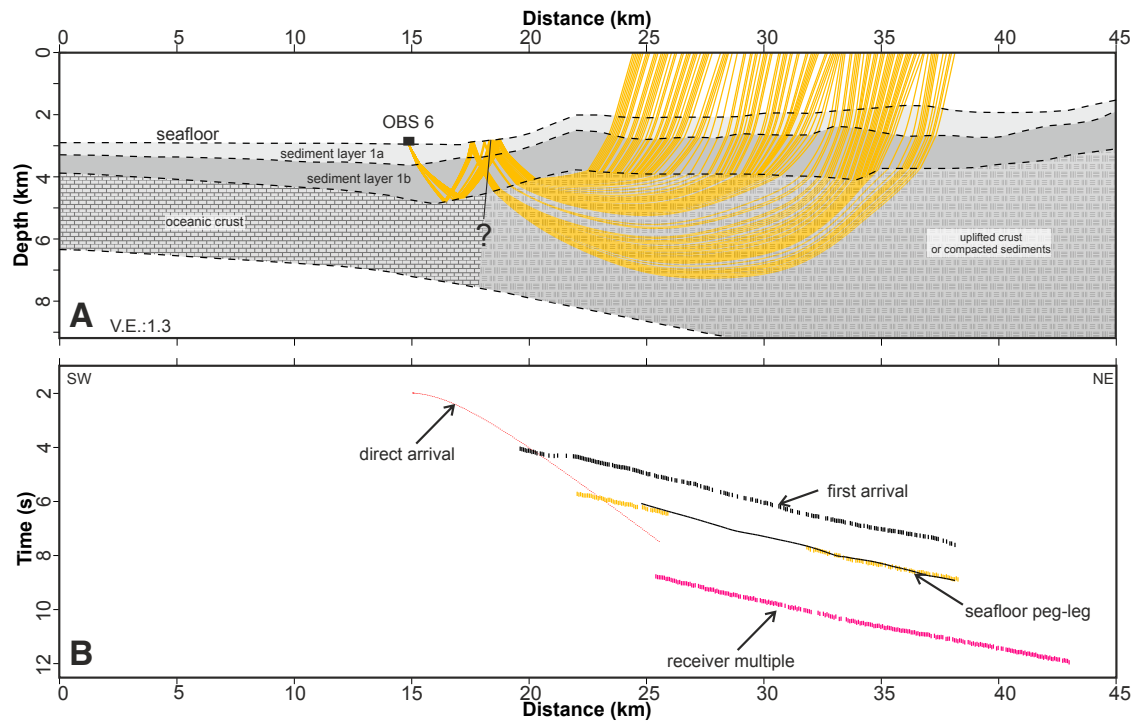 Distance (km)
0 5 10 15 20 25 30 35 40 45
Depth (km)
0
2
4
6
8
seafloor
OBS 6
sediment layer 1a
sediment layer 1b
oceanic crust
?
uplifted crust
or compacted sediments
A
V.E.:1.3
SW
NE
Time (s)
2
4
6
8
10
12
direct arrival
first arrival
seafloor peg-leg
receiver multiple
B
0 5 10 15 20 25 30 35 40 45
Distance (km)